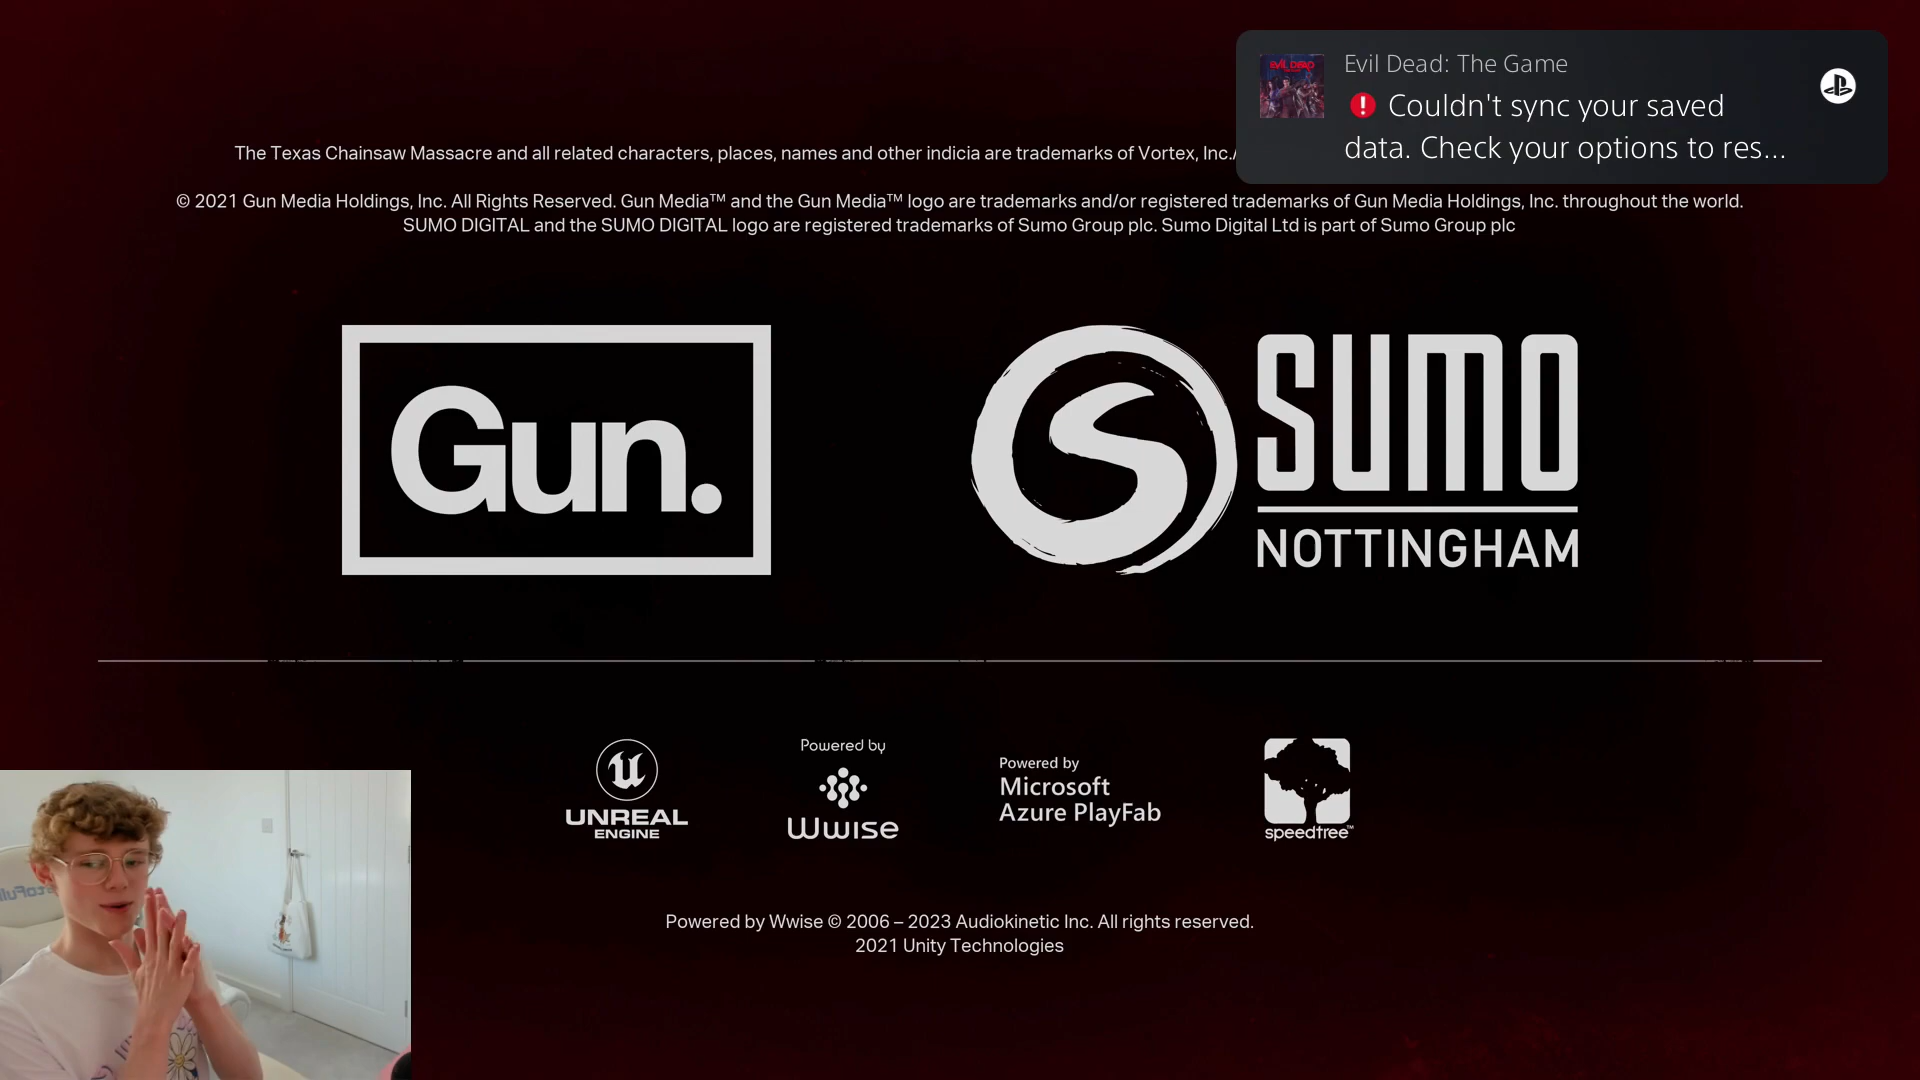 Evil Dead: The Game
Couldn't sync your saved
data. Check your options to res...
The Texas Chainsaw Massacre and all related characters, places, names and other indicia are trademarks of Vortex, Inc./
© 2021 Gun Media Holdings, Inc. All Rights Reserved. Gun Media™ and the Gun Media™ logo are trademarks and/or registered trademarks of Gun Media Holdings, Inc. throughout the world.
SUMO DIGITAL and the SUMO DIGITAL logo are registered trademarks of Sumo Group plc. Sumo Digital Ltd is part of Sumo Group plc
Gun.
SUMO
NOTTINGHAM
UNREAL
ENGINE
Powered by
Wwise
Powered by
Microsoft
Azure PlayFab
speedtree™
Powered by Wwise © 2006 – 2023 Audiokinetic Inc. All rights reserved.
2021 Unity Technologies